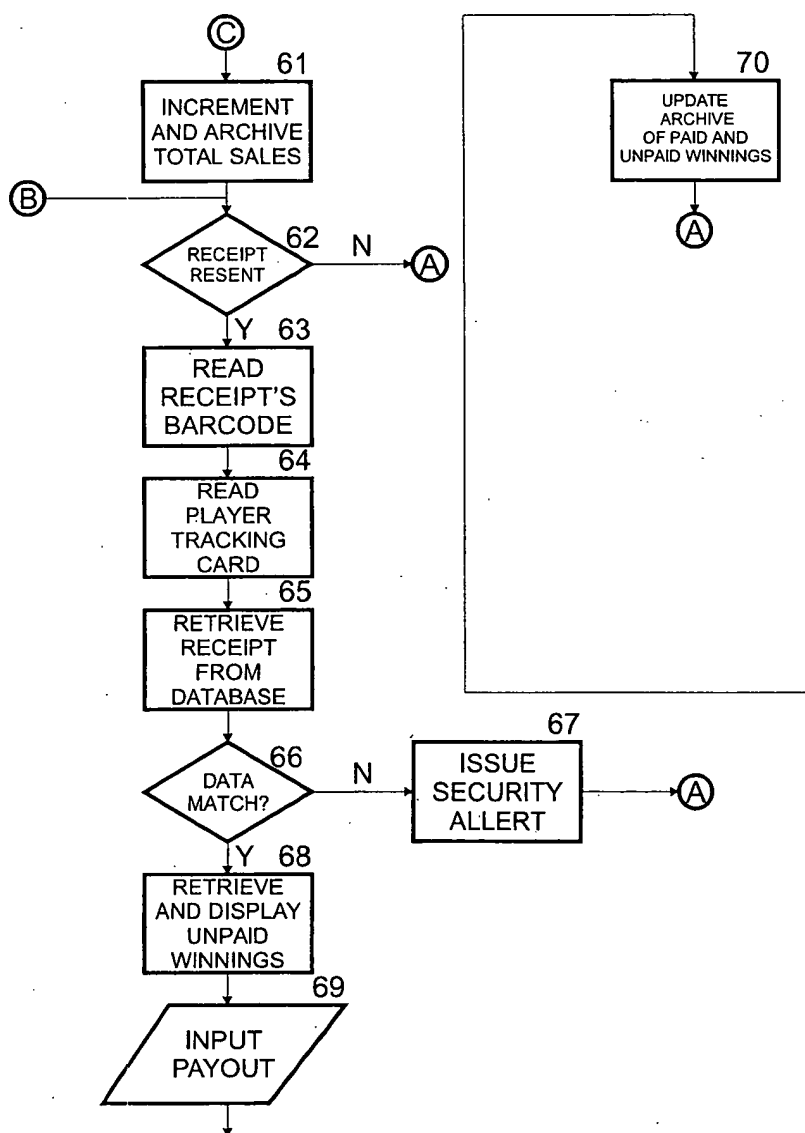 C
61
INCREMENT
AND ARCHIVE
TOTAL SALES
B
62
RECEIPT
RESENT
N
A
Y
63
READ
RECEIPT'S
BARCODE
64
READ
PLAYER
TRACKING
CARD
65
RETRIEVE
RECEIPT
FROM
DATABASE
66
DATA
MATCH?
N
67
ISSUE
SECURITY
ALLERT
A
Y
68
RETRIEVE
AND DISPLAY
UNPAID
WINNINGS
69
INPUT
PAYOUT
70
UPDATE
ARCHIVE
OF PAID AND
UNPAID WINNINGS
A